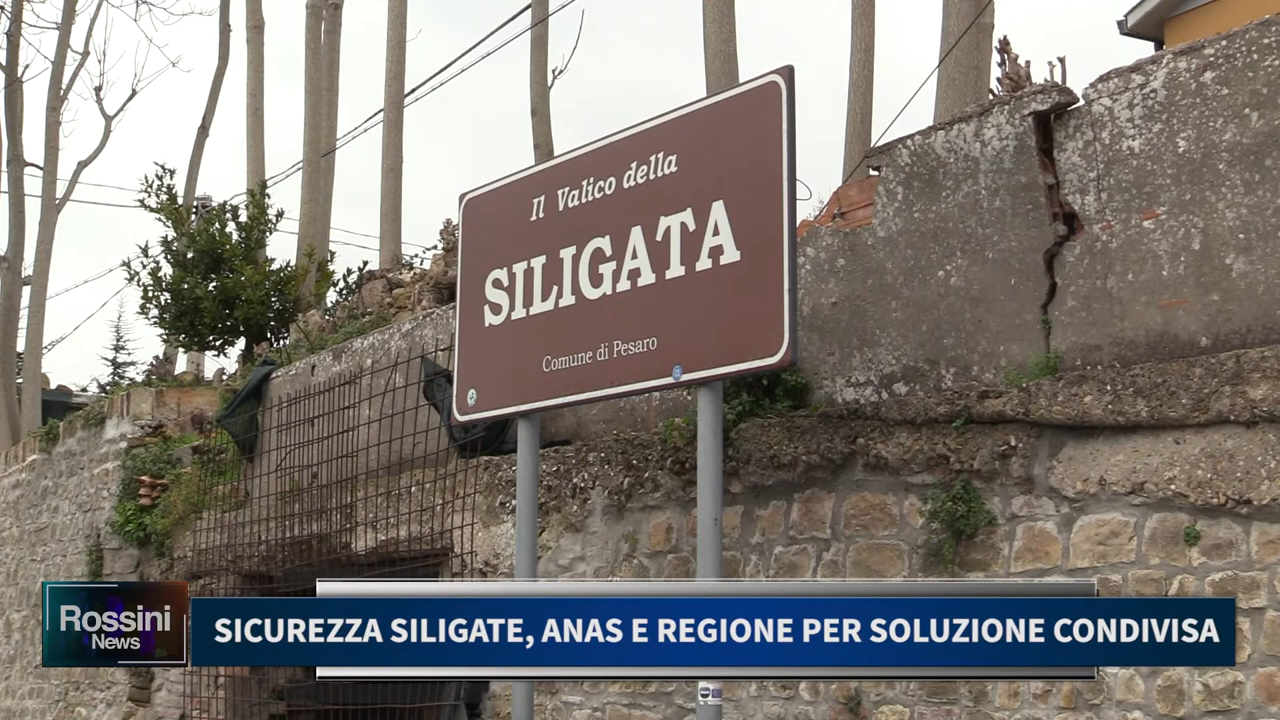 Il Valico della
SILIGATA
Comune di Pesaro
Rossini
News
SICUREZZA SILIGATE, ANAS E REGIONE PER SOLUZIONE CONDIVISA